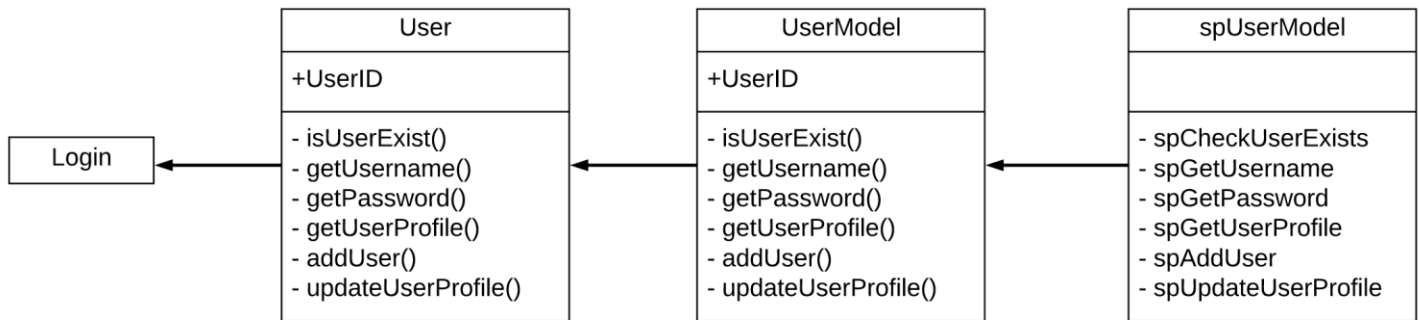 Login
User
+UserID
- isUserExist()
- getUsername()
- getPassword()
- getUserProfile()
- addUser()
- updateUserProfile()
UserModel
+UserID
- isUserExist()
- getUsername()
- getPassword()
- getUserProfile()
- addUser()
- updateUserProfile()
spUserModel
- spCheckUserExists
- spGetUsername
- spGetPassword
- spGetUserProfile
- spAddUser
- spUpdateUserProfile